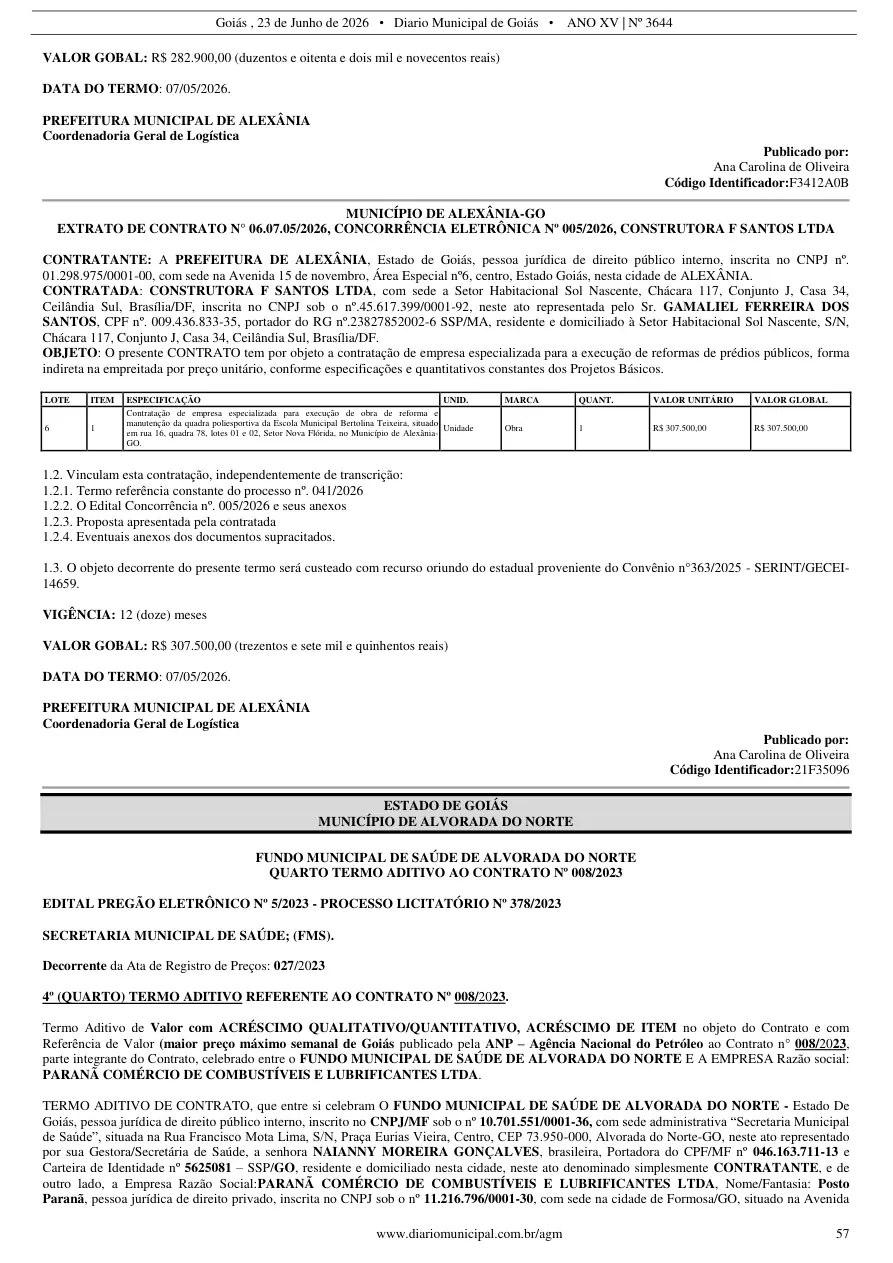 Goiás , 23 de Junho de 2026 • Diario Municipal de Goiás • ANO XV | Nº 3644
VALOR GOBAL: R$ 282.900,00 (duzentos e oitenta e dois mil e novecentos reais)
DATA DO TERMO: 07/05/2026.
PREFEITURA MUNICIPAL DE ALEXÂNIA
Coordenadoria Geral de Logística
Publicado por:
Ana Carolina de Oliveira
Código Identificador:F3412A0B
MUNICÍPIO DE ALEXÂNIA-GO
EXTRATO DE CONTRATO N° 06.07.05/2026, CONCORRÊNCIA ELETRÔNICA Nº 005/2026, CONSTRUTORA F SANTOS LTDA
CONTRATANTE: A PREFEITURA DE ALEXÂNIA, Estado de Goiás, pessoa jurídica de direito público interno, inscrita no CNPJ nº.
01.298.975/0001-00, com sede na Avenida 15 de novembro, Área Especial nº6, centro, Estado Goiás, nesta cidade de ALEXÂNIA.
CONTRATADA: CONSTRUTORA F SANTOS LTDA, com sede a Setor Habitacional Sol Nascente, Chácara 117, Conjunto J, Casa 34,
Ceilândia Sul, Brasília/DF, inscrita no CNPJ sob o nº.45.617.399/0001-92, neste ato representada pelo Sr. GAMALIEL FERREIRA DOS
SANTOS, CPF nº. 009.436.833-35, portador do RG nº.23827852002-6 SSP/MA, residente e domiciliado à Setor Habitacional Sol Nascente, S/N,
Chácara 117, Conjunto J, Casa 34, Ceilândia Sul, Brasília/DF.
OBJETO: O presente CONTRATO tem por objeto a contratação de empresa especializada para a execução de reformas de prédios públicos, forma
indireta na empreitada por preço unitário, conforme especificações e quantitativos constantes dos Projetos Básicos.
LOTE ITEM ESPECIFICAÇÃO UNID. MARCA QUANT. VALOR UNITÁRIO VALOR GLOBAL
Contratação de empresa especializada para execução de obra de reforma e
manutenção da quadra poliesportiva da Escola Municipal Bertolina Teixeira, situado
em rua 16, quadra 78, lotes 01 e 02, Setor Nova Flórida, no Município de Alexânia-
GO.
6 1 Unidade Obra 1 R$ 307.500,00 R$ 307.500,00
1.2. Vinculam esta contratação, independentemente de transcrição:
1.2.1. Termo referência constante do processo nº. 041/2026
1.2.2. O Edital Concorrência nº. 005/2026 e seus anexos
1.2.3. Proposta apresentada pela contratada
1.2.4. Eventuais anexos dos documentos supracitados.
1.3. O objeto decorrente do presente termo será custeado com recurso oriundo do estadual proveniente do Convênio n°363/2025 - SERINT/GECEI-
14659.
VIGÊNCIA: 12 (doze) meses
VALOR GOBAL: R$ 307.500,00 (trezentos e sete mil e quinhentos reais)
DATA DO TERMO: 07/05/2026.
PREFEITURA MUNICIPAL DE ALEXÂNIA
Coordenadoria Geral de Logística
Publicado por:
Ana Carolina de Oliveira
Código Identificador:21F35096
ESTADO DE GOIÁS
MUNICÍPIO DE ALVORADA DO NORTE
FUNDO MUNICIPAL DE SAÚDE DE ALVORADA DO NORTE
QUARTO TERMO ADITIVO AO CONTRATO Nº 008/2023
EDITAL PREGÃO ELETRÔNICO Nº 5/2023 - PROCESSO LICITATÓRIO Nº 378/2023
SECRETARIA MUNICIPAL DE SAÚDE; (FMS).
Decorrente da Ata de Registro de Preços: 027/2023
4º (QUARTO) TERMO ADITIVO REFERENTE AO CONTRATO Nº 008/2023.
Termo Aditivo de Valor com ACRÉSCIMO QUALITATIVO/QUANTITATIVO, ACRÉSCIMO DE ITEM no objeto do Contrato e com
Referência de Valor (maior preço máximo semanal de Goiás publicado pela ANP – Agência Nacional do Petróleo ao Contrato n° 008/2023,
parte integrante do Contrato, celebrado entre o FUNDO MUNICIPAL DE SAÚDE DE ALVORADA DO NORTE E A EMPRESA Razão social:
PARANÃ COMÉRCIO DE COMBUSTÍVEIS E LUBRIFICANTES LTDA.
TERMO ADITIVO DE CONTRATO, que entre si celebram O FUNDO MUNICIPAL DE SAÚDE DE ALVORADA DO NORTE - Estado De
Goiás, pessoa jurídica de direito público interno, inscrito no CNPJ/MF sob o nº 10.701.551/0001-36, com sede administrativa “Secretaria Municipal
de Saúde”, situada na Rua Francisco Mota Lima, S/N, Praça Eurias Vieira, Centro, CEP 73.950-000, Alvorada do Norte-GO, neste ato representado
por sua Gestora/Secretária de Saúde, a senhora NAIANNY MOREIRA GONÇALVES, brasileira, Portadora do CPF/MF nº 046.163.711-13 e
Carteira de Identidade nº 5625081 – SSP/GO, residente e domiciliado nesta cidade, neste ato denominado simplesmente CONTRATANTE, e de
outro lado, a Empresa Razão Social:PARANÃ COMÉRCIO DE COMBUSTÍVEIS E LUBRIFICANTES LTDA, Nome/Fantasia: Posto
Paranã, pessoa jurídica de direito privado, inscrita no CNPJ sob o nº 11.216.796/0001-30, com sede na cidade de Formosa/GO, situado na Avenida
www.diariomunicipal.com.br/agm 57